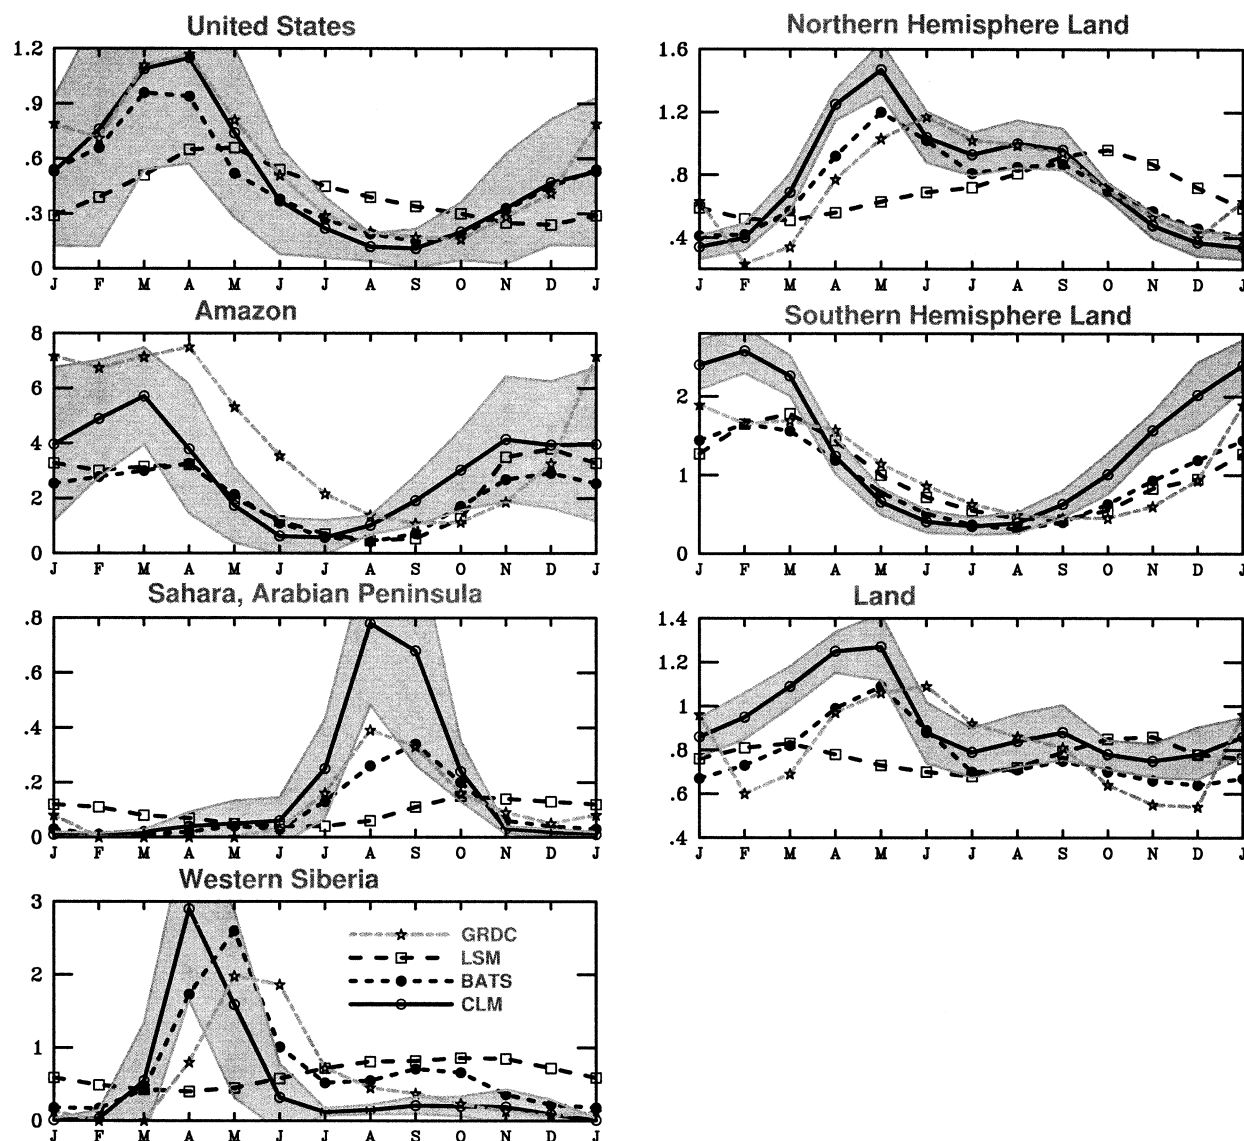 United States
1.2
.9
.6
.3
0
J F M A M J J A S O N D J
Northern Hemisphere Land
1.6
1.2
.8
.4
J F M A M J J A S O N D J
Amazon
8
6
4
2
0
J F M A M J J A S O N D J
Southern Hemisphere Land
2
1
0
J F M A M J J A S O N D J
Sahara, Arabian Peninsula
.8
.6
.4
.2
0
J F M A M J J A S O N D J
Land
1.4
1.2
1
.8
.6
.4
J F M A M J J A S O N D J
Western Siberia
3
2
1
0
J F M A M J J A S O N D J
GRDC
LSM
BATS
CLM